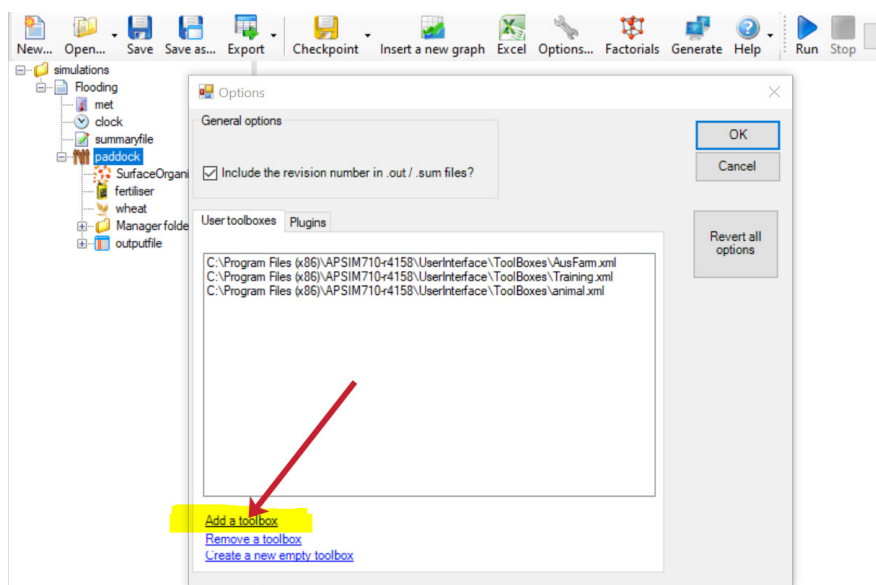 New... Open... Save Save as... Export Checkpoint Insert a new graph Excel Options... Factorials Generate Help Run Stop
simulations
Flooding
met
clock
summaryfile
paddock
SurfaceOrgani
fertiliser
wheat
Manager folde
outputfile
Options
General options
Include the revision number in .out / .sum files?
OK
Cancel
Revert all
options
User toolboxes Plugins
C:\Program Files (x86)\APSIM710-r4158\UserInterface\ToolBoxes\AusFarm.xml
C:\Program Files (x86)\APSIM710-r4158\UserInterface\ToolBoxes\Training.xml
C:\Program Files (x86)\APSIM710-r4158\UserInterface\ToolBoxes\animal.xml
Add a toolbox
Remove a toolbox
Create a new empty toolbox